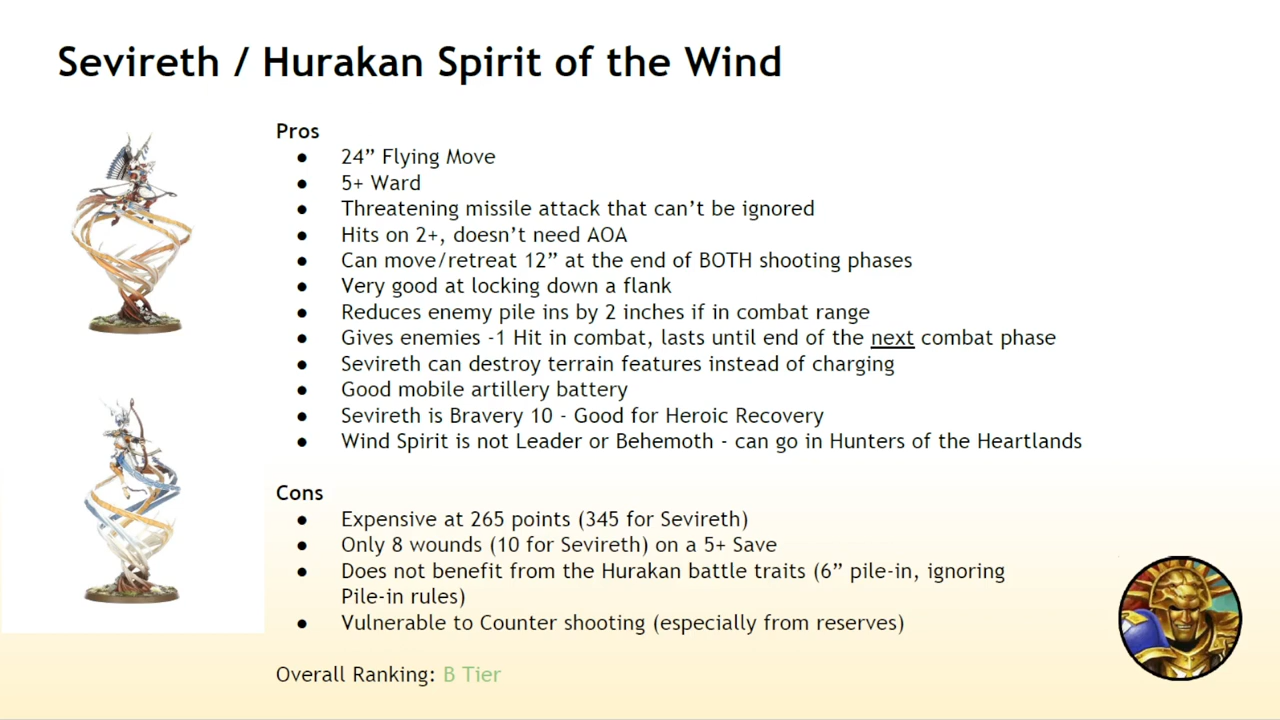 Sevireth / Hurakan Spirit of the Wind
Pros
● 24” Flying Move
● 5+ Ward
● Threatening missile attack that can’t be ignored
● Hits on 2+, doesn’t need AOA
● Can move/retreat 12” at the end of BOTH shooting phases
● Very good at locking down a flank
● Reduces enemy pile ins by 2 inches if in combat range
● Gives enemies -1 Hit in combat, lasts until end of the next combat phase
● Sevireth can destroy terrain features instead of charging
● Good mobile artillery battery
● Sevireth is Bravery 10 - Good for Heroic Recovery
● Wind Spirit is not Leader or Behemoth - can go in Hunters of the Heartlands
Cons
● Expensive at 265 points (345 for Sevireth)
● Only 8 wounds (10 for Sevireth) on a 5+ Save
● Does not benefit from the Hurakan battle traits (6” pile-in, ignoring
Pile-in rules)
● Vulnerable to Counter shooting (especially from reserves)
Overall Ranking: B Tier